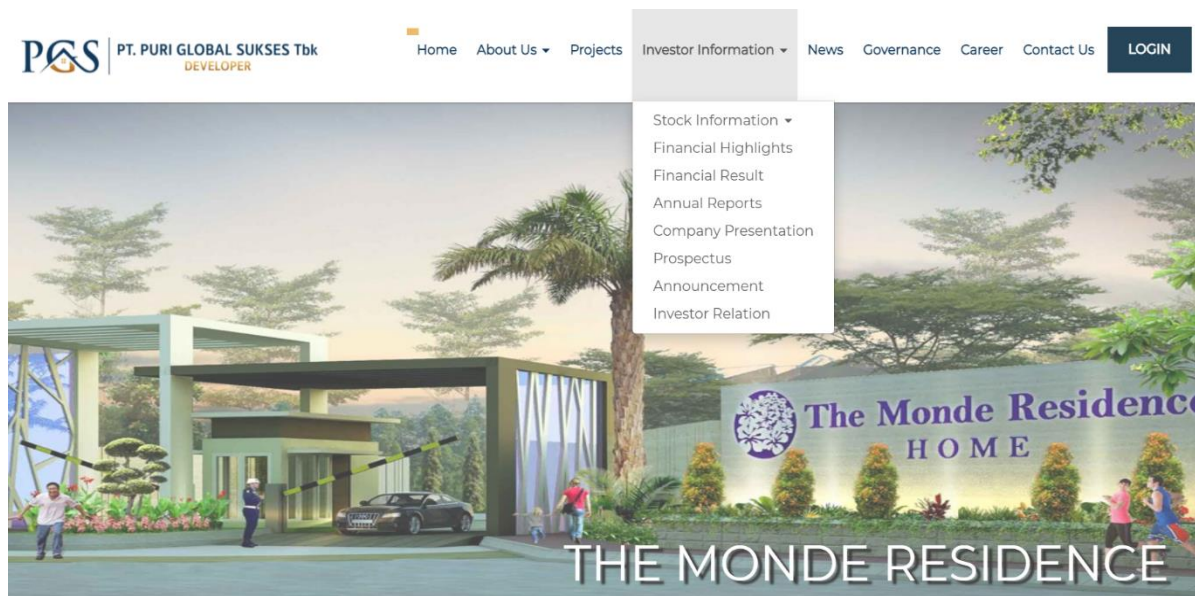 PGS
PT. PURI GLOBAL SUKSES Tbk
DEVELOPER
Home About Us Projects Investor Information News Governance Career Contact Us LOGIN
Stock Information
Financial Highlights
Financial Result
Annual Reports
Company Presentation
Prospectus
Announcement
Investor Relation
The Monde Residence
HOME
THE MONDE RESIDENCE